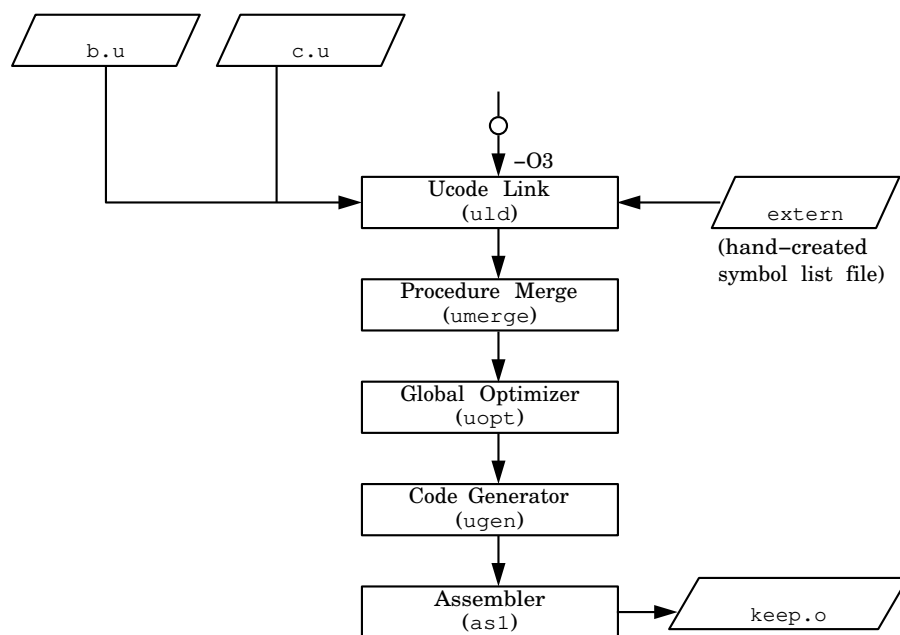 b.u
c.u
−O3
Ucode Link
(uld)
extern
(hand−created
symbol list file)
Procedure Merge
(umerge)
Global Optimizer
(uopt)
Code Generator
(ugen)
Assembler
(as1)
keep.o